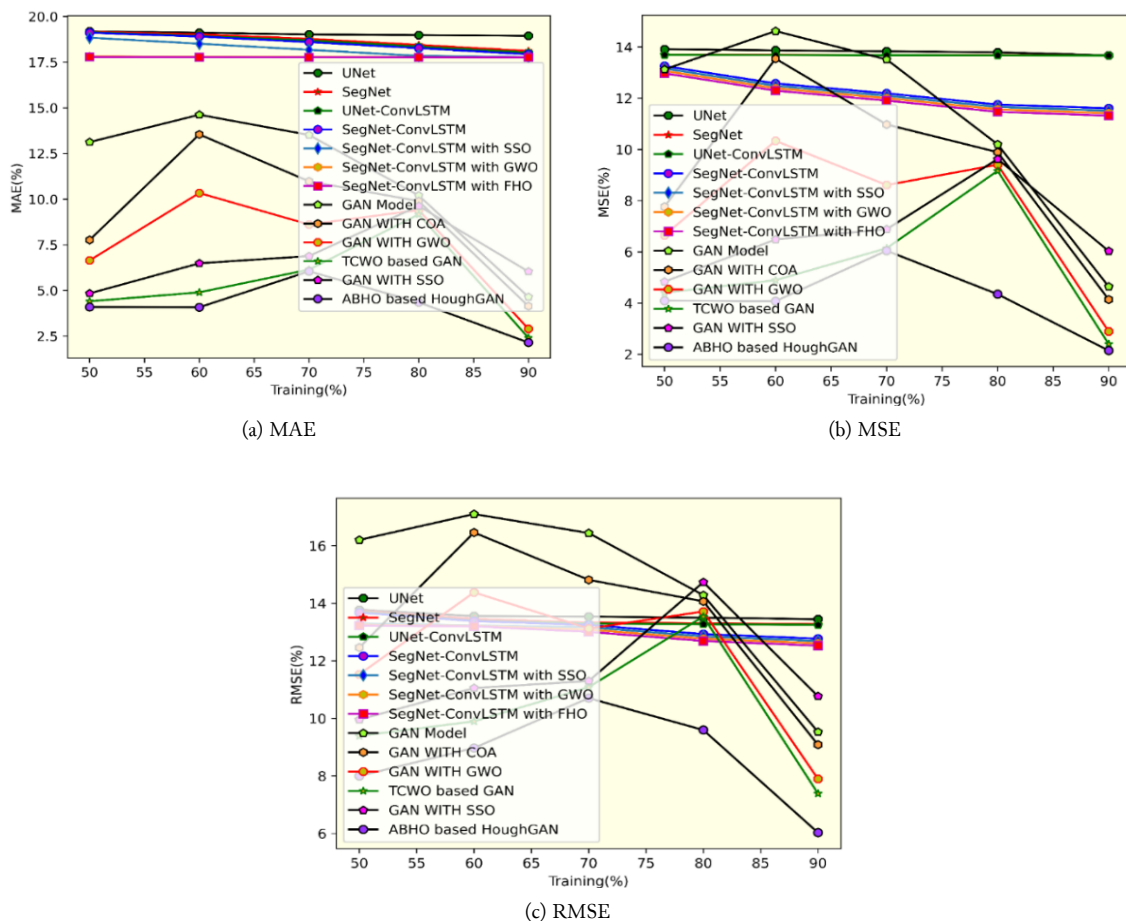 20.0
17.5
15.0
12.5
10.0
7.5
5.0
2.5
MAE(%)
UNet
SegNet
UNet-ConvLSTM
SegNet-ConvLSTM
SegNet-ConvLSTM with SSO
SegNet-ConvLSTM with GWO
SegNet-ConvLSTM with FHO
GAN Model
GAN WITH COA
GAN WITH GWO
TCWO based GAN
GAN WITH SSO
ABHO based HoughGAN
50 55 60 65 70 75 80 85 90
Training(%)
(a) MAE
14
12
10
8
6
4
2
MSE(%)
UNet
SegNet
UNet-ConvLSTM
SegNet-ConvLSTM
SegNet-ConvLSTM with SSO
SegNet-ConvLSTM with GWO
SegNet-ConvLSTM with FHO
GAN Model
GAN WITH COA
GAN WITH GWO
TCWO based GAN
GAN WITH SSO
ABHO based HoughGAN
50 55 60 65 70 75 80 85 90
Training(%)
(b) MSE
16
14
12
10
8
6
RMSE(%)
UNet
SegNet
UNet-ConvLSTM
SegNet-ConvLSTM
SegNet-ConvLSTM with SSO
SegNet-ConvLSTM with GWO
SegNet-ConvLSTM with FHO
GAN Model
GAN WITH COA
GAN WITH GWO
TCWO based GAN
GAN WITH SSO
ABHO based HoughGAN
50 55 60 65 70 75 80 85 90
Training(%)
(c) RMSE